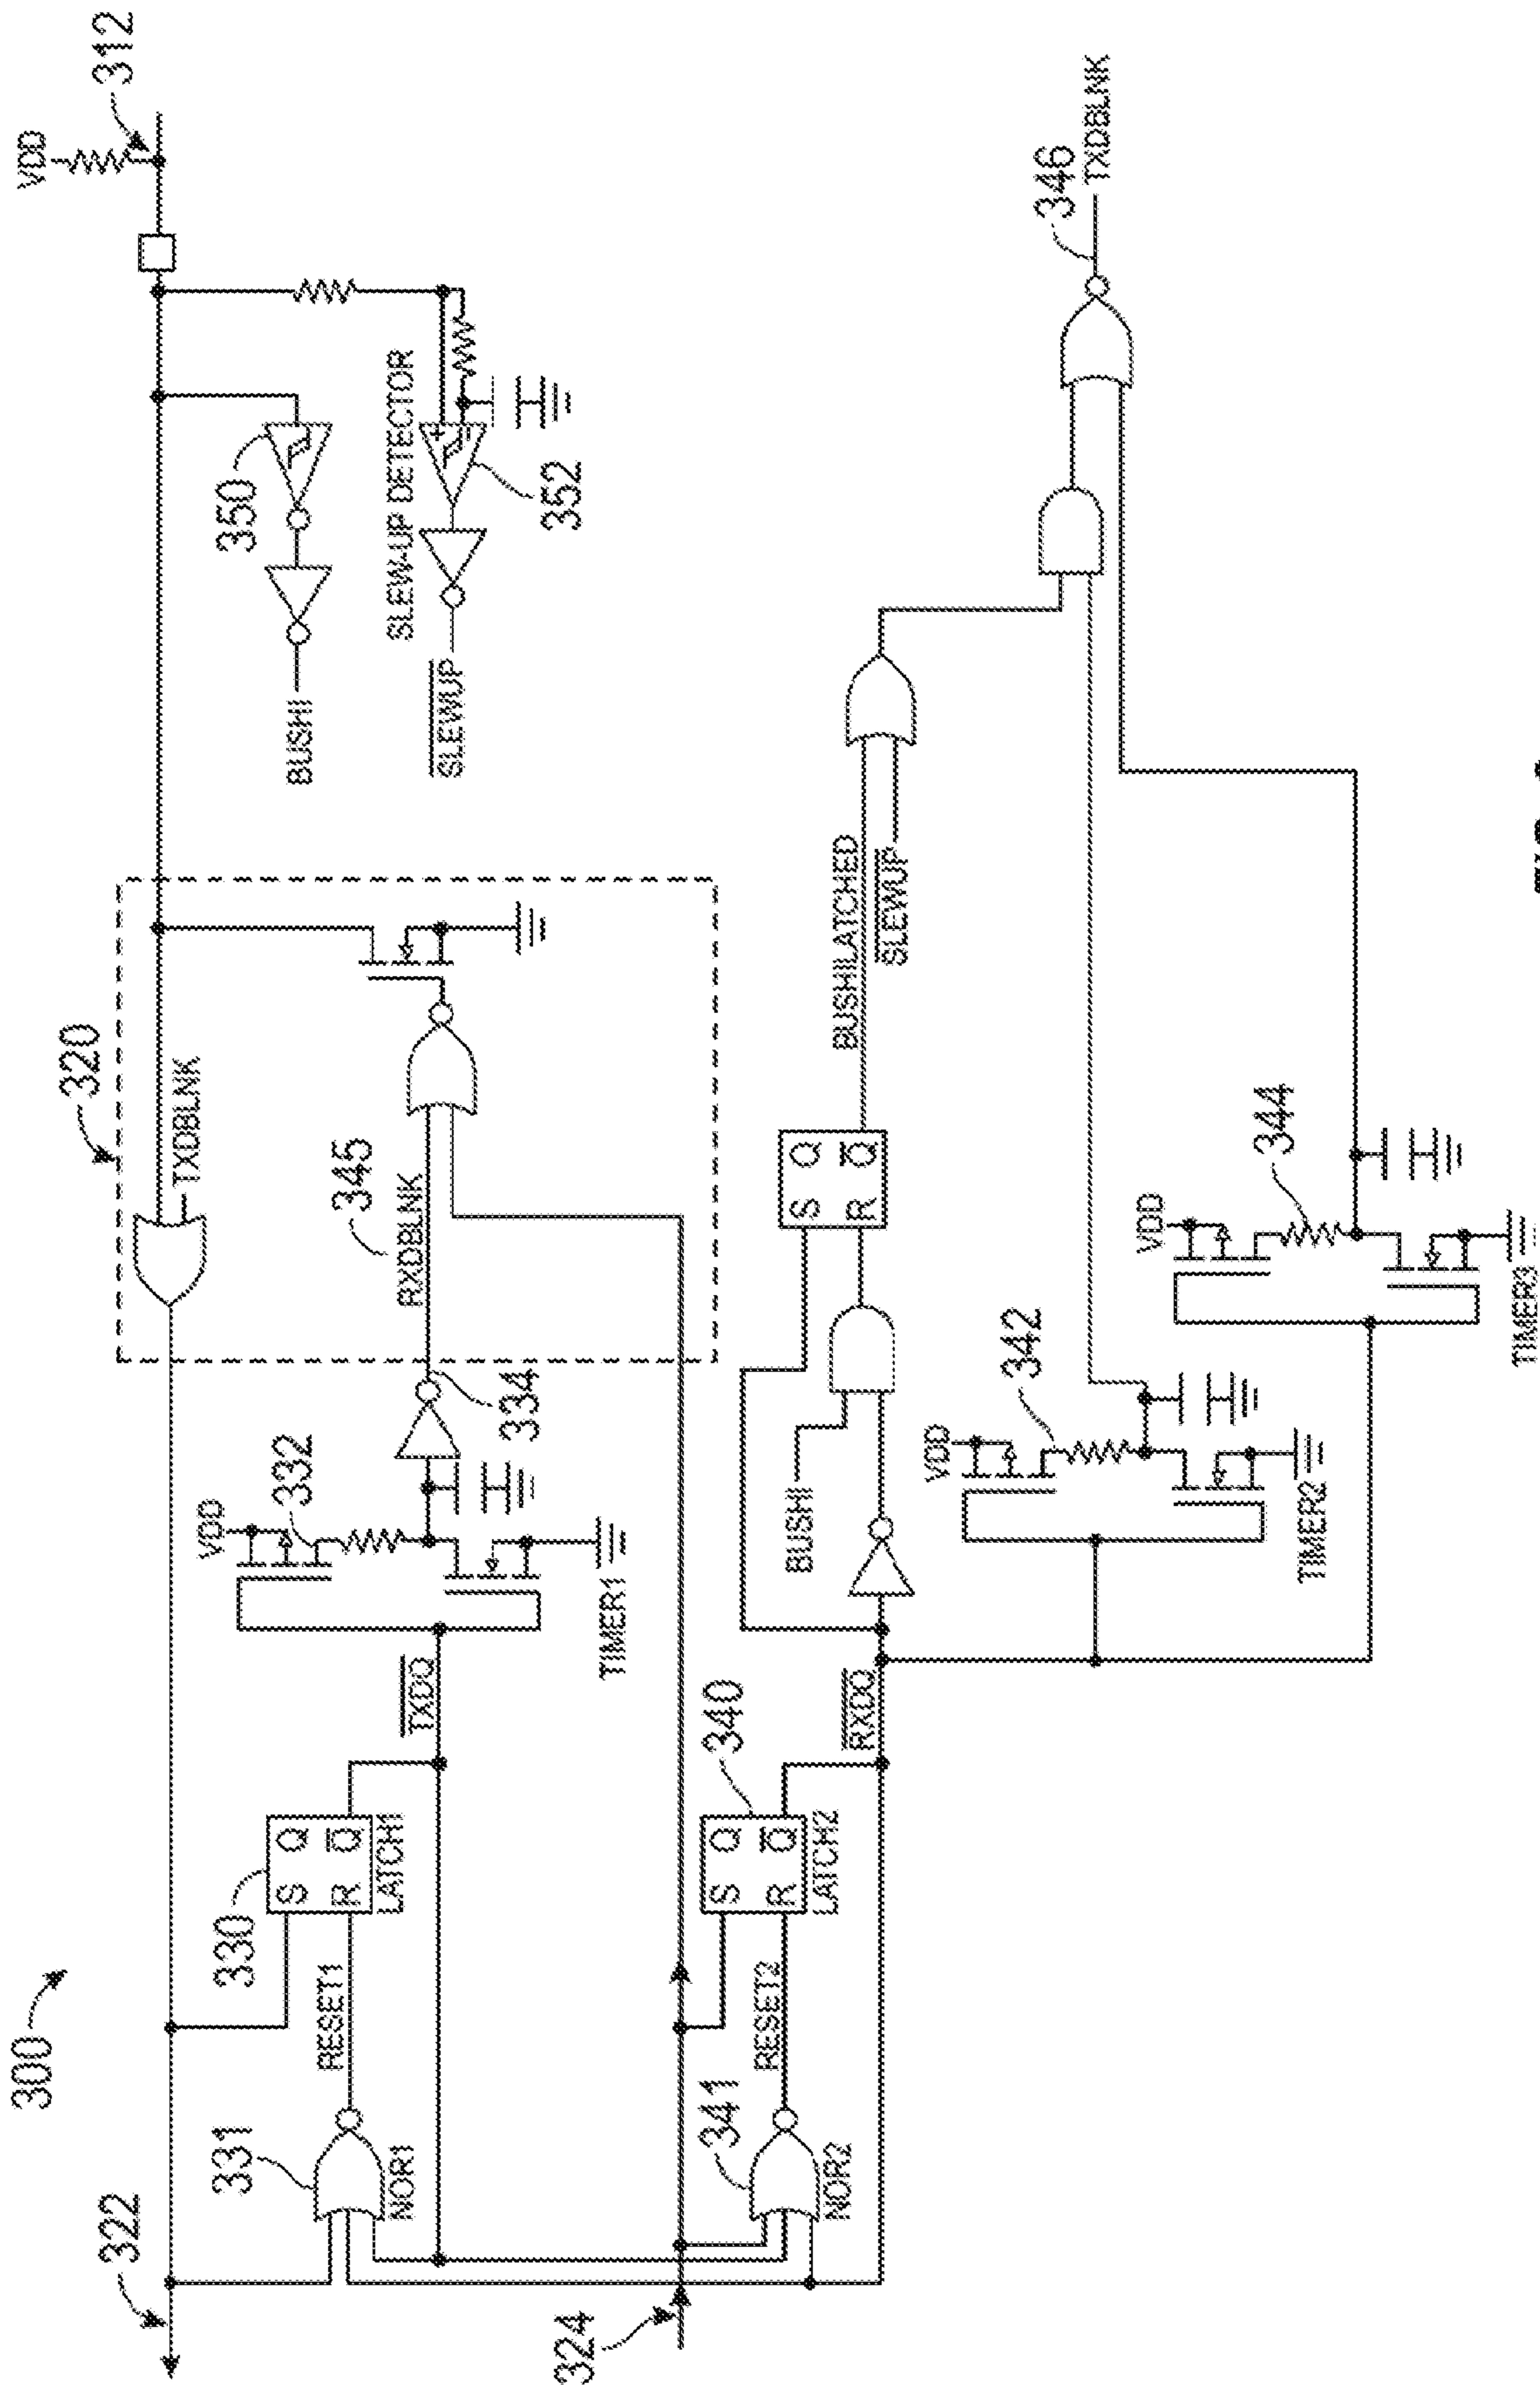 300
312
VDD
320
TXDBLNK
322
350
BUSHI
SLEW-UP DETECTOR
SLEWUP
352
330
S Q
R Q
LATCH1
331
NOR1
RESET1
TXDQ
VDD
332
TIMER1
334
345
RXDBLNK
324
340
S Q
R Q
LATCH2
341
NOR2
RESET2
RXDQ
BUSHI
S Q
R Q
BUSHILATCHED
SLEWUP
VDD
342
TIMER2
VDD
344
TIMER3
346
TXDBLNK